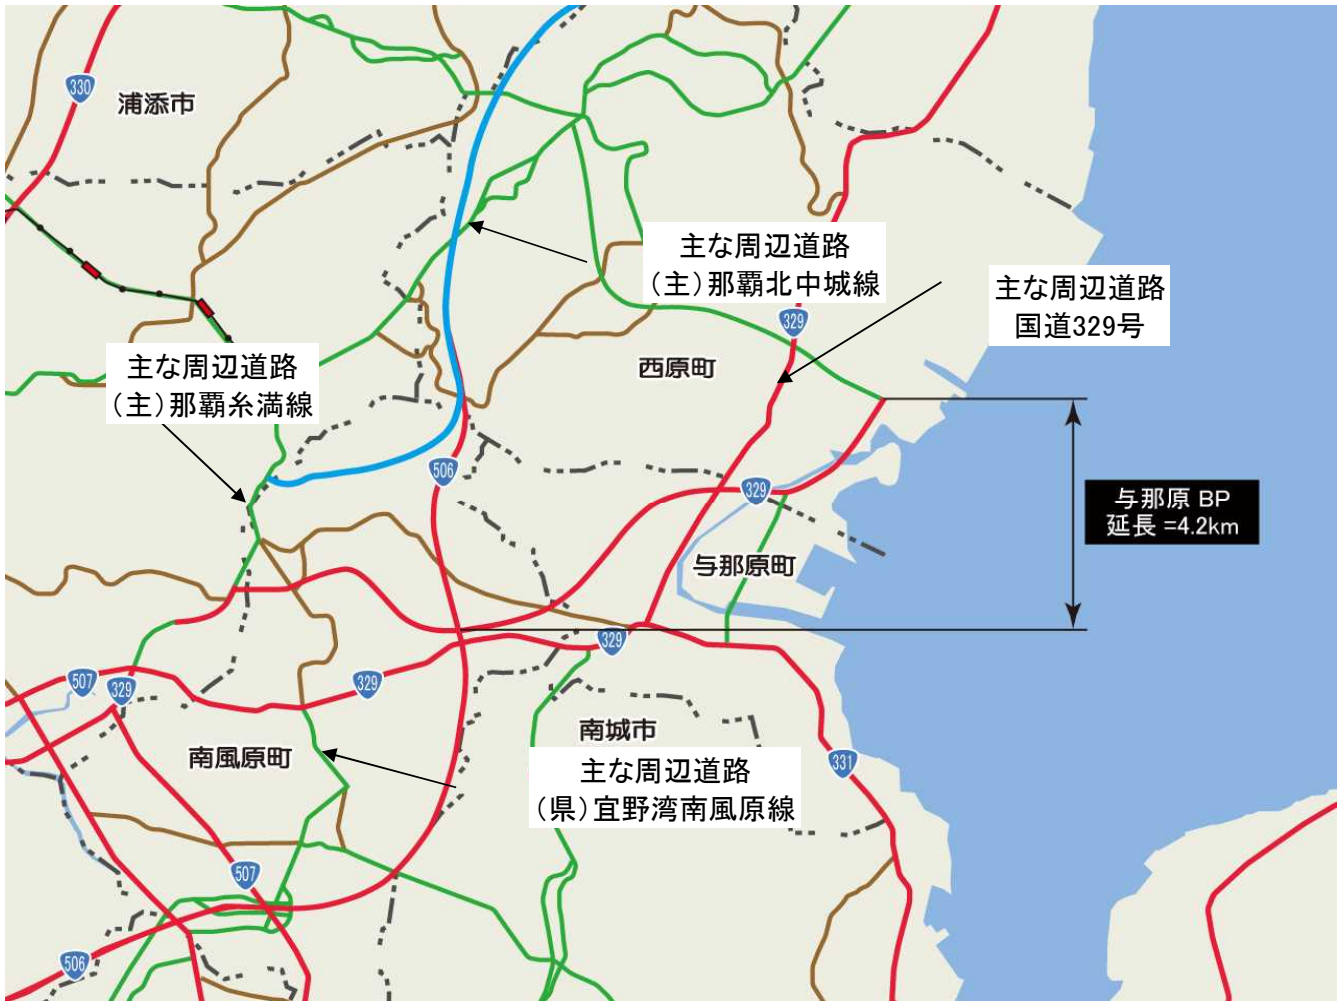 330
浦添市
主な周辺道路
（主）那覇北中城線
主な周辺道路
国道329号
329
西原町
主な周辺道路
（主）那覇糸満線
506
329
与那原 BP
延長 =4.2km
与那原町
329
507
329
329
南城市
南風原町
331
主な周辺道路
（県）宜野湾南風原線
507
506